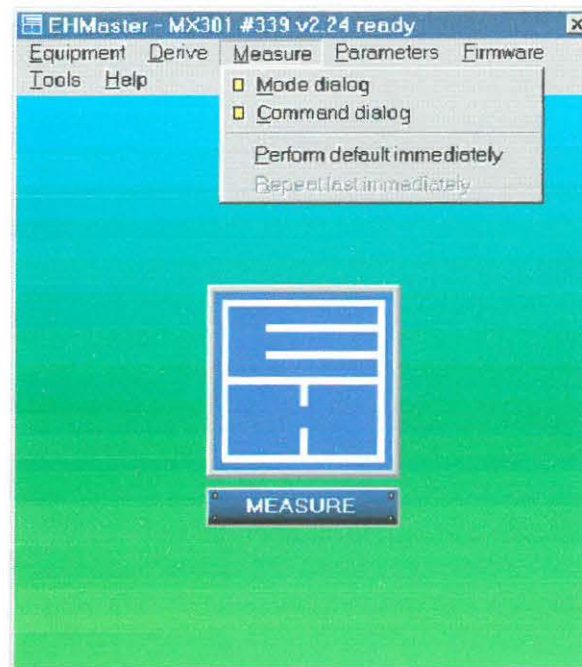 EHMaster - MX301 #339 v2.24 ready
Equipment Derive Measure Parameters Firmware
Tools Help
Mode dialog
Command dialog
Perform default immediately
Repeat last immediately
MEASURE